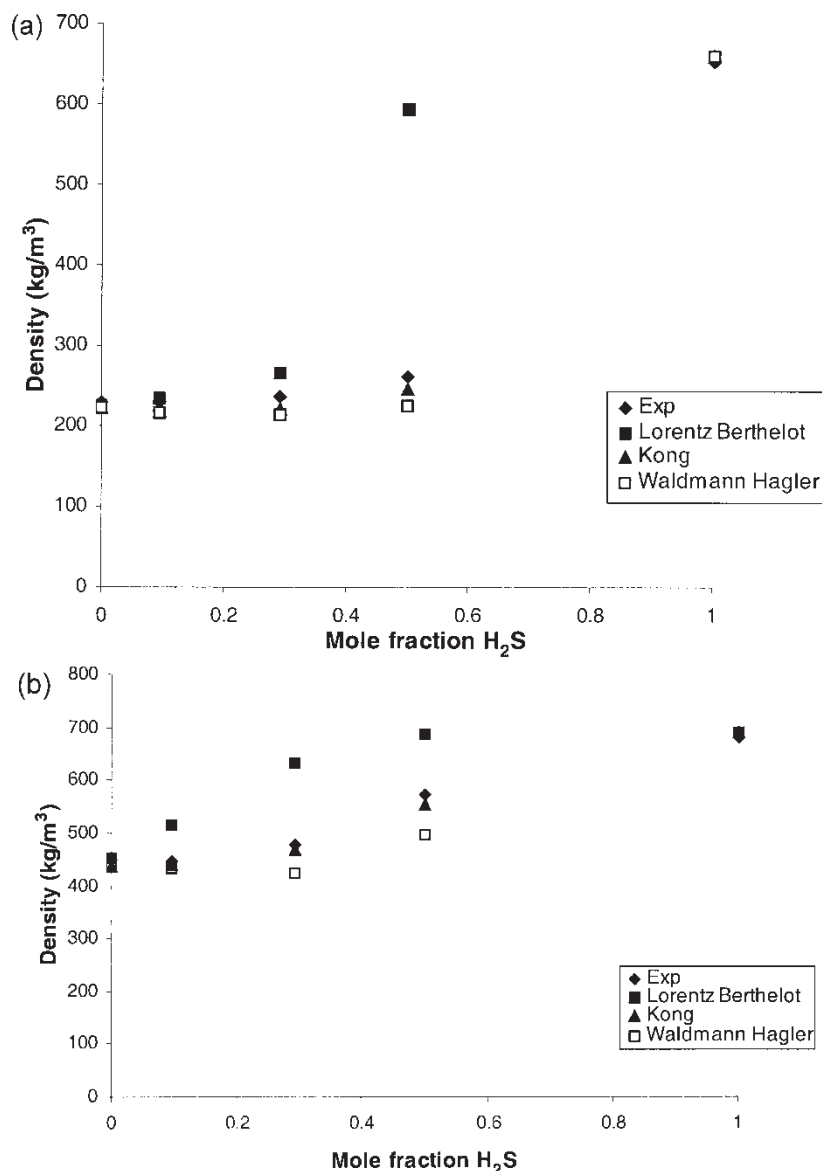 (a)
700
600
500
400
300
200
100
0
Density (kg/m³)
Exp
Lorentz Berthelot
Kong
Waldmann Hagler
0 0.2 0.4 0.6 0.8 1
Mole fraction H₂S
(b)
800
700
600
500
400
300
200
100
0
Density (kg/m³)
Exp
Lorentz Berthelot
Kong
Waldmann Hagler
0 0.2 0.4 0.6 0.8 1
Mole fraction H₂S